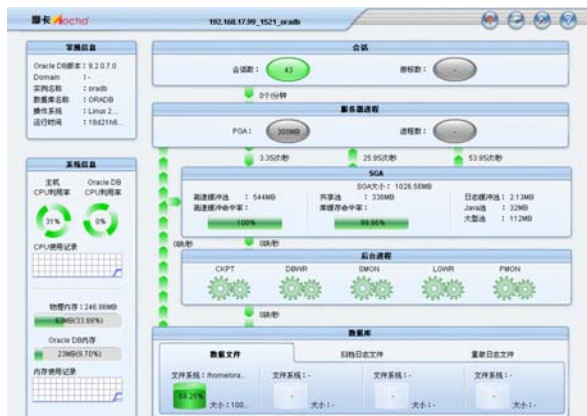 摩卡 Mocha
192.168.17.99_1521_oradb
常规信息
Oracle DB版本：9.2.0.7.0
Domain ：-
实例名称 ：oradb
数据库名称 ：ORADB
操作系统 ：Linux 2...
运行时间 ：18d21h6...
系统信息
主机 CPU利用率
Oracle DB CPU利用率
31%
0%
CPU使用记录
物理内存：246.86MB
83MB(33.88%)
Oracle DB内存
23MB(9.70%)
内存使用记录
会话
会话数： 43
游标数： -
0个/分钟
服务器进程
PGA： 300MB
进程数： -
3.35次/秒
25.95次/秒
53.95次/秒
SGA
SGA大小：1028.56MB
高速缓冲池 ：544MB
高速缓冲命中率：
100%
共享池 ：336MB
库缓存命中率：
99.96%
日志缓冲池：2.13MB
Java池 ：32MB
大型池 ：112MB
0块/秒
0块/秒
后台进程
CKPT
DBWR
SMON
LGWR
PMON
0块/秒
数据库
数据文件
归档日志文件
重做日志文件
文件系统：/home/ora...
大小：100...
文件系统：-
-
大小：-
文件系统：-
-
大小：-
文件系统：-
-
大小：-